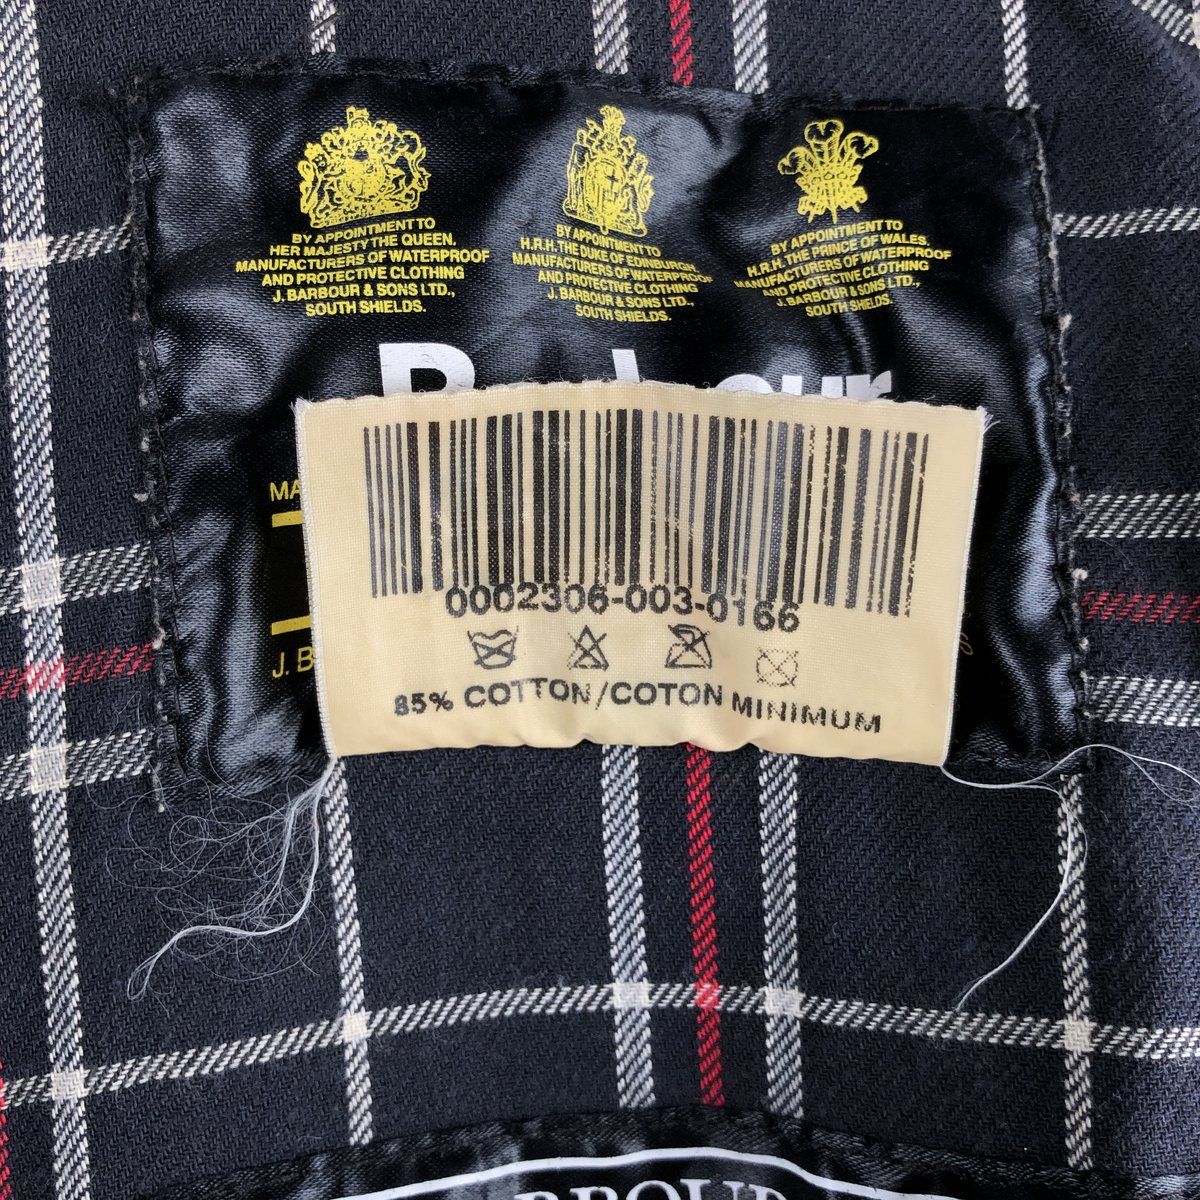 BY APPOINTMENT TO
HER MAJESTY THE QUEEN,
MANUFACTURERS OF WATERPROOF
AND PROTECTIVE CLOTHING
J. BARBOUR & SONS LTD.,
SOUTH SHIELDS.
BY APPOINTMENT TO
H.R.H. THE DUKE OF EDINBURGH
MANUFACTURERS OF WATERPROOF
AND PROTECTIVE CLOTHING
J. BARBOUR & SONS LTD.,
SOUTH SHIELDS.
BY APPOINTMENT TO
H.R.H. THE PRINCE OF WALES.
MANUFACTURERS OF WATERPROOF
AND PROTECTIVE CLOTHING
J. BARBOUR & SONS LTD.,
SOUTH SHIELDS.
Barbour
MA
0002306-003-0166
J. B
85% COTTON/COTON MINIMUM